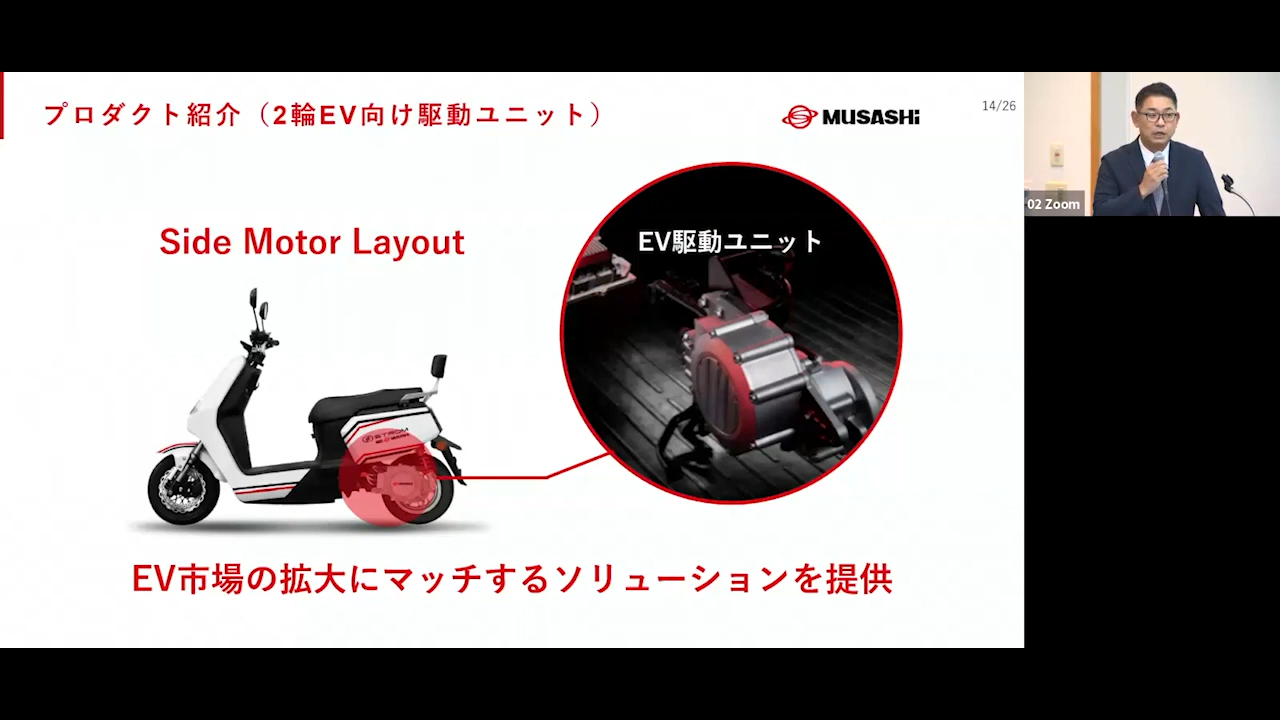 プロダクト紹介（2輪EV向け駆動ユニット）
MUSASHi
14/26
02 Zoom
Side Motor Layout
EV駆動ユニット
STROM
EV市場の拡大にマッチするソリューションを提供